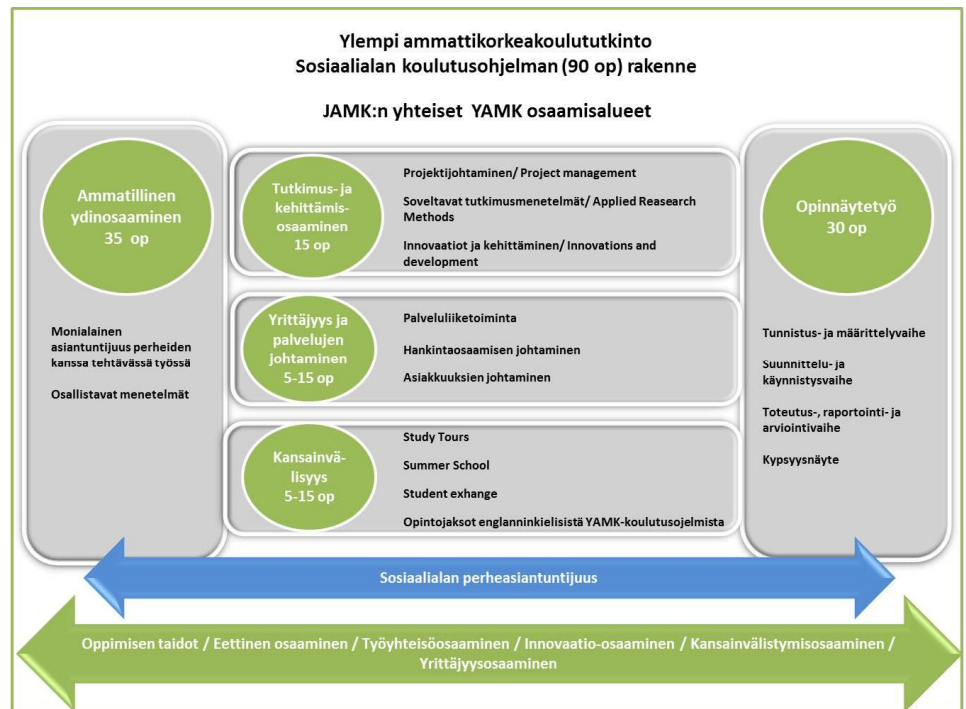 Ylempi ammattikorkeakoulututkinto
Sosiaalialan koulutusohjelman (90 op) rakenne
JAMK:n yhteiset YAMK osaamisalueet
Ammatillinen
ydinosaaminen
35 op
Monialainen
asiantuntijuus perheiden
kanssa tehtävässä työssä
Osallistavat menetelmät
Tutkimus- ja
kehittämis-
osaaminen
15 op
Projektijohtaminen/ Project management
Soveltavat tutkimusmenetelmät/ Applied Reasearch
Methods
Innovaatiot ja kehittäminen/ Innovations and
development
Yrittäjyys ja
palvelujen
johtaminen
5-15 op
Palveluliiketoiminta
Hankintaosaamisen johtaminen
Asiakkuuksien johtaminen
Kansainvä-
lisyys
5-15 op
Study Tours
Summer School
Student exhange
Opintojaksot englanninkielisistä YAMK-koulutusojelmista
Opinnäytetyö
30 op
Tunnistus- ja määrittelyvaihe
Suunnittelu- ja
käynnistysvaihe
Toteutus-, raportointi- ja
arviointivaihe
Kypsyysnäyte
Sosiaalialan perheasiantuntijuus
Oppimisen taidot / Eettinen osaaminen / Työyhteisöosaaminen / Innovaatio-osaaminen / Kansainvälistymisosaaminen /
Yrittäjyysosaaminen